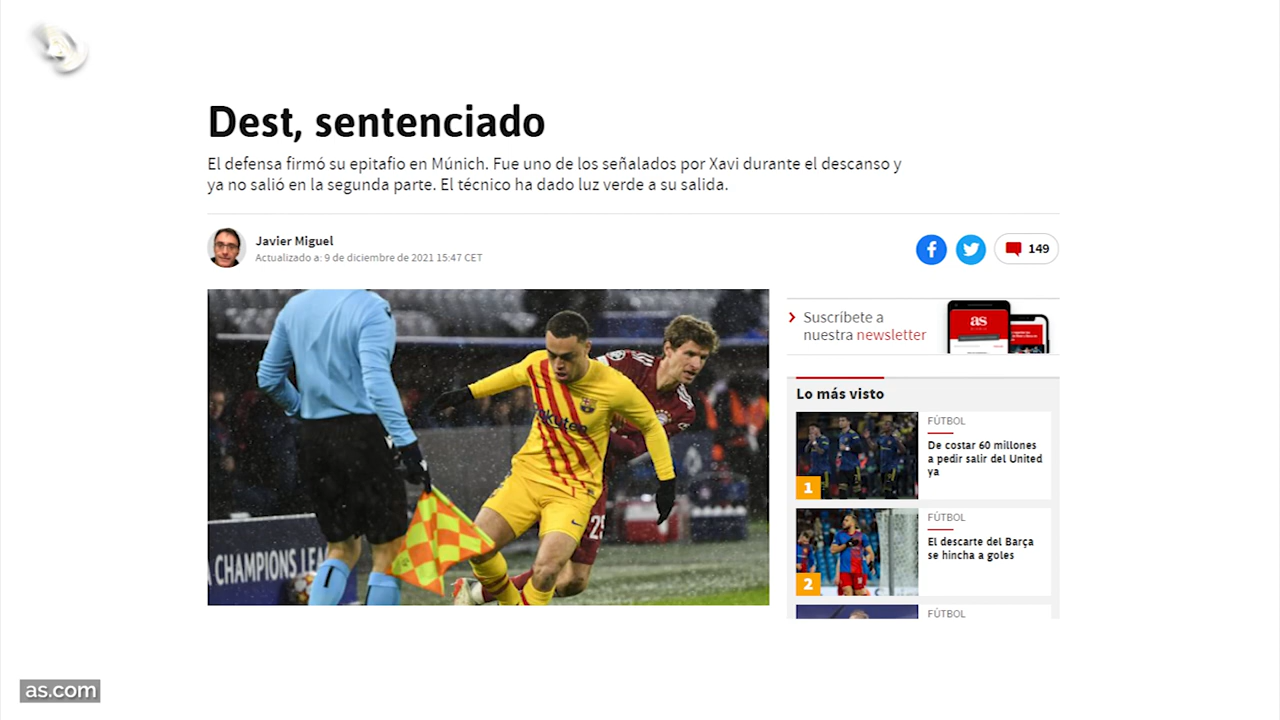 Dest, sentenciado
El defensa firmó su epitafio en Múnich. Fue uno de los señalados por Xavi durante el descanso y
ya no salió en la segunda parte. El técnico ha dado luz verde a su salida.
Javier Miguel
Actualizado a: 9 de diciembre de 2021 15:47 CET
149
Suscríbete a
nuestra newsletter
as
Rakuten
CHAMPIONS LEA
Lo más visto
FÚTBOL
De costar 60 millones
a pedir salir del United
ya
1
FÚTBOL
El descarte del Barça
se hincha a goles
2
FÚTBOL
as.com